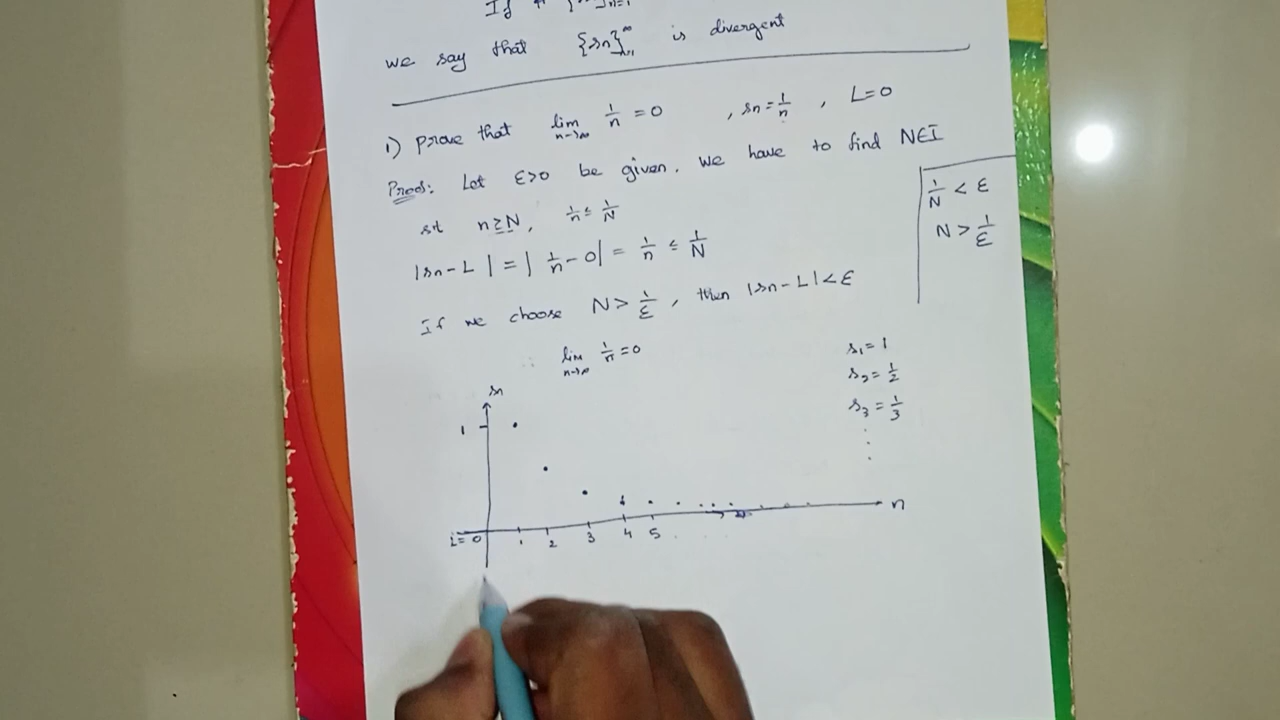 If
we say that {sn}∞n=1 is divergent
1) Prove that lim n→∞ 1/n = 0 , sn = 1/n , L=0
Proof: Let ε>0 be given. We have to find N∈I
s.t n≥N, 1/n ≤ 1/N
|sn-L| = |1/n - 0| = 1/n ≤ 1/N
If we choose N > 1/ε , then |sn-L|<ε
∴ lim n→∞ 1/n = 0
1/N < ε
N > 1/ε
s1 = 1
s2 = 1/2
s3 = 1/3
sn
1
L= 0
1 2 3 4 5
n